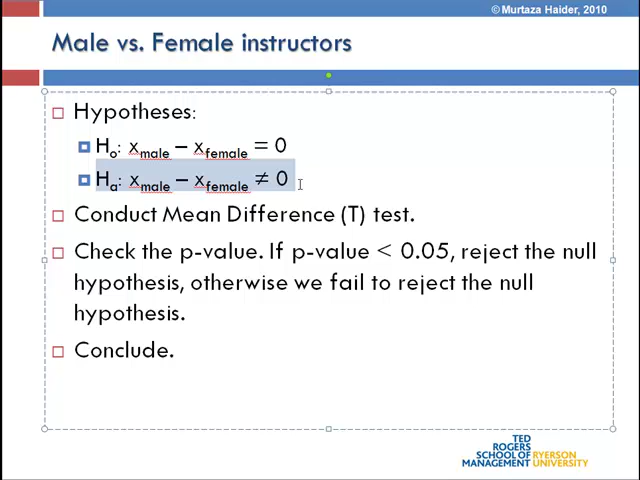 © Murtaza Haider, 2010
Male vs. Female instructors
Hypotheses:
Ho: xmale – xfemale = 0
Ha: xmale – xfemale ≠ 0
Conduct Mean Difference (T) test.
Check the p-value. If p-value < 0.05, reject the null
hypothesis, otherwise we fail to reject the null
hypothesis.
Conclude.
TED
ROGERS
SCHOOL OF RYERSON
MANAGEMENT UNIVERSITY